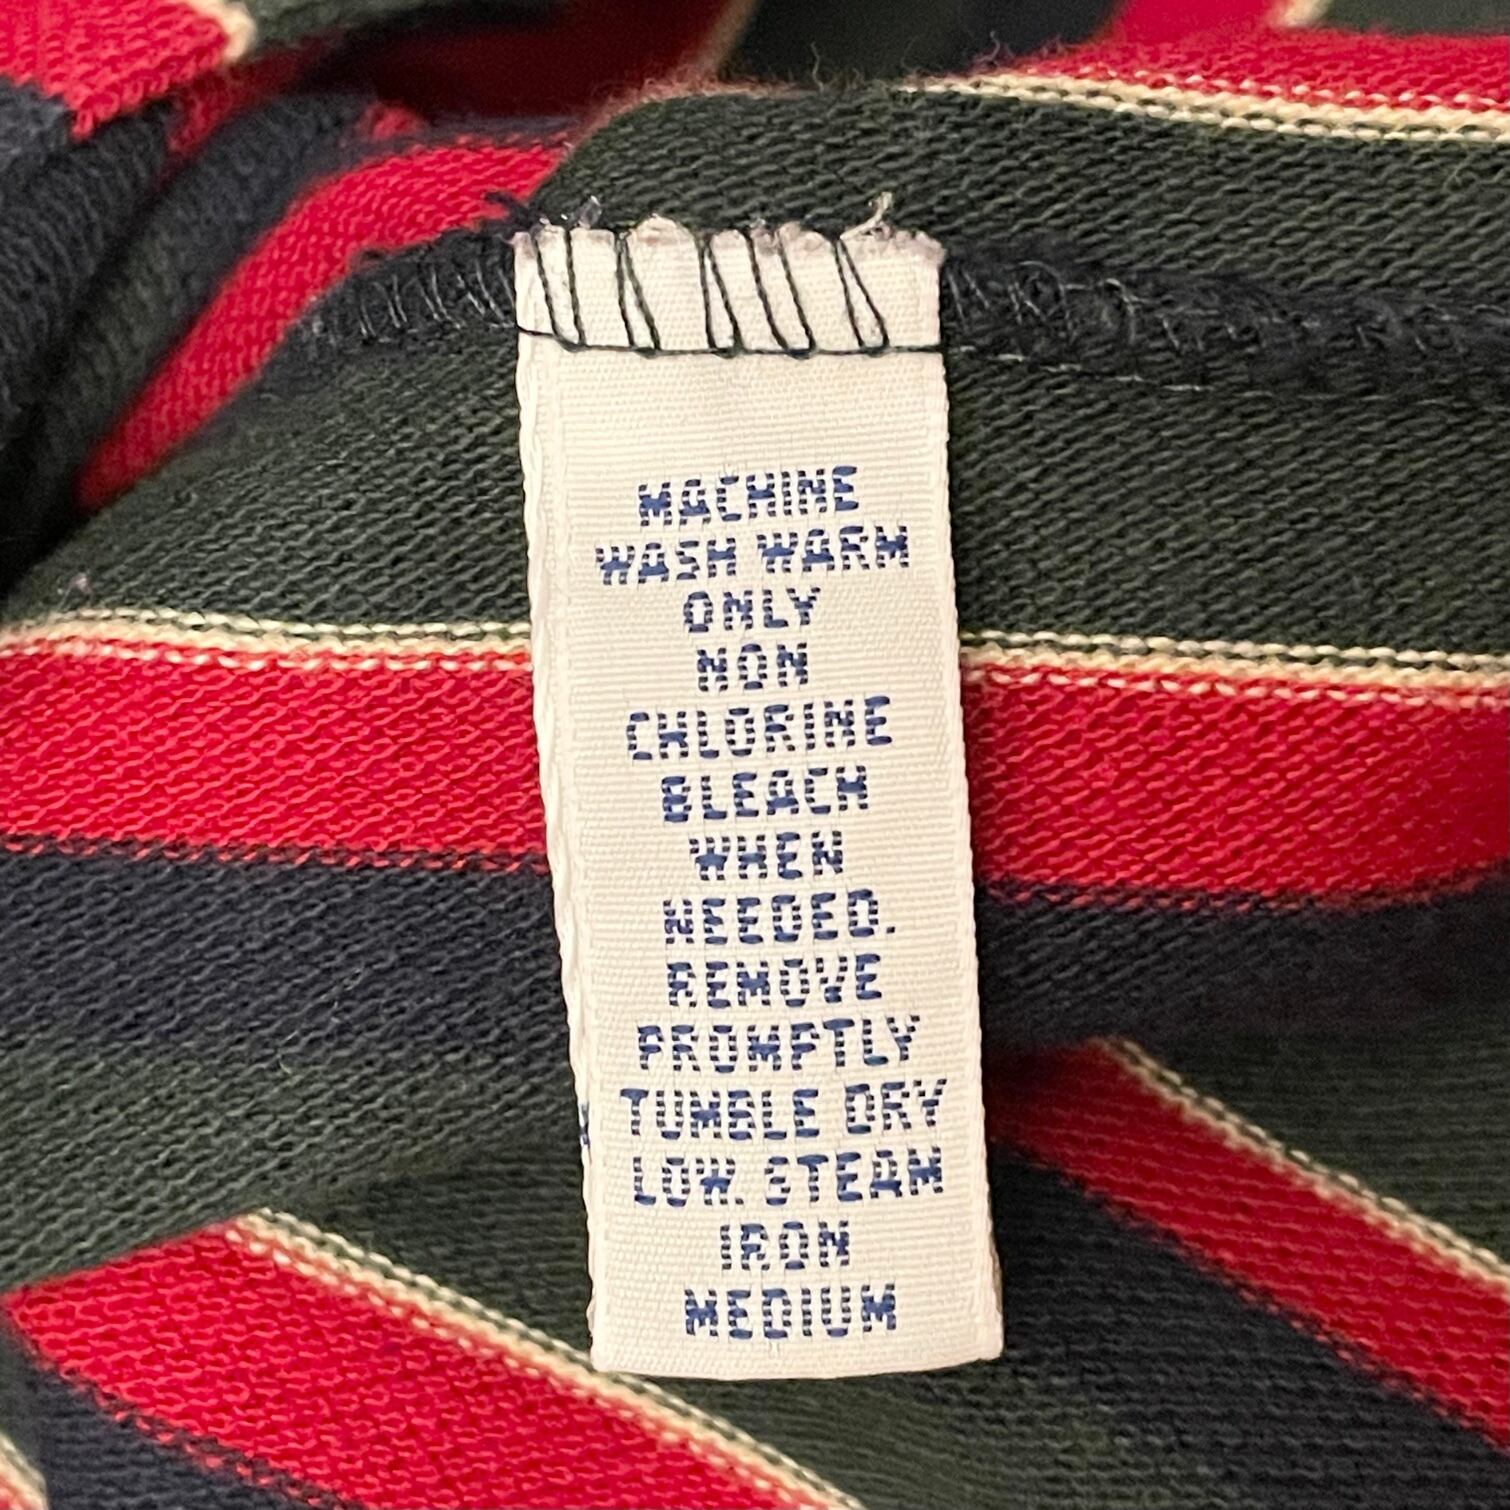 MACHINE
WASH WARM
ONLY
NON
CHLORINE
BLEACH
WHEN
NEEDED.
REMOVE
PROMPTLY
TUMBLE DRY
LOW. STEAM
IRON
MEDIUM